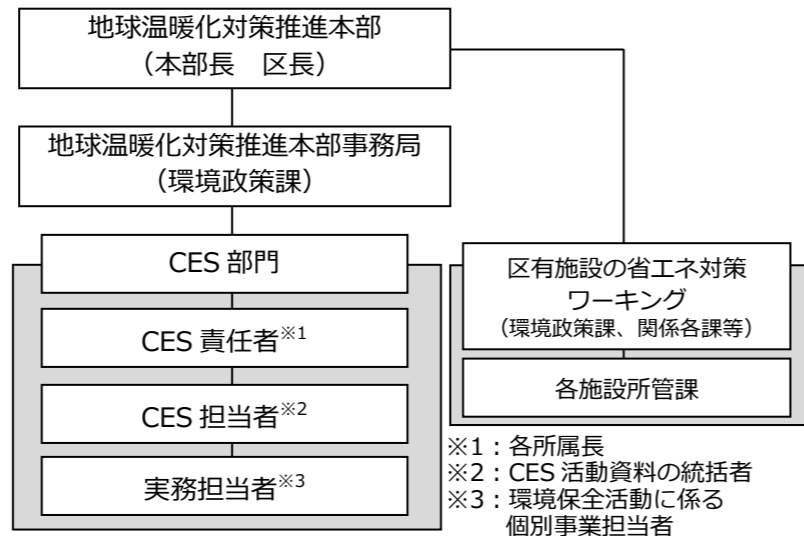 地球温暖化対策推進本部
（本部長　区長）
地球温暖化対策推進本部事務局
（環境政策課）
CES 部門
CES 責任者※1
CES 担当者※2
実務担当者※3
区有施設の省エネ対策
ワーキング
（環境政策課、関係各課等）
各施設所管課
※1：各所属長
※2：CES 活動資料の統括者
※3：環境保全活動に係る
個別事業担当者